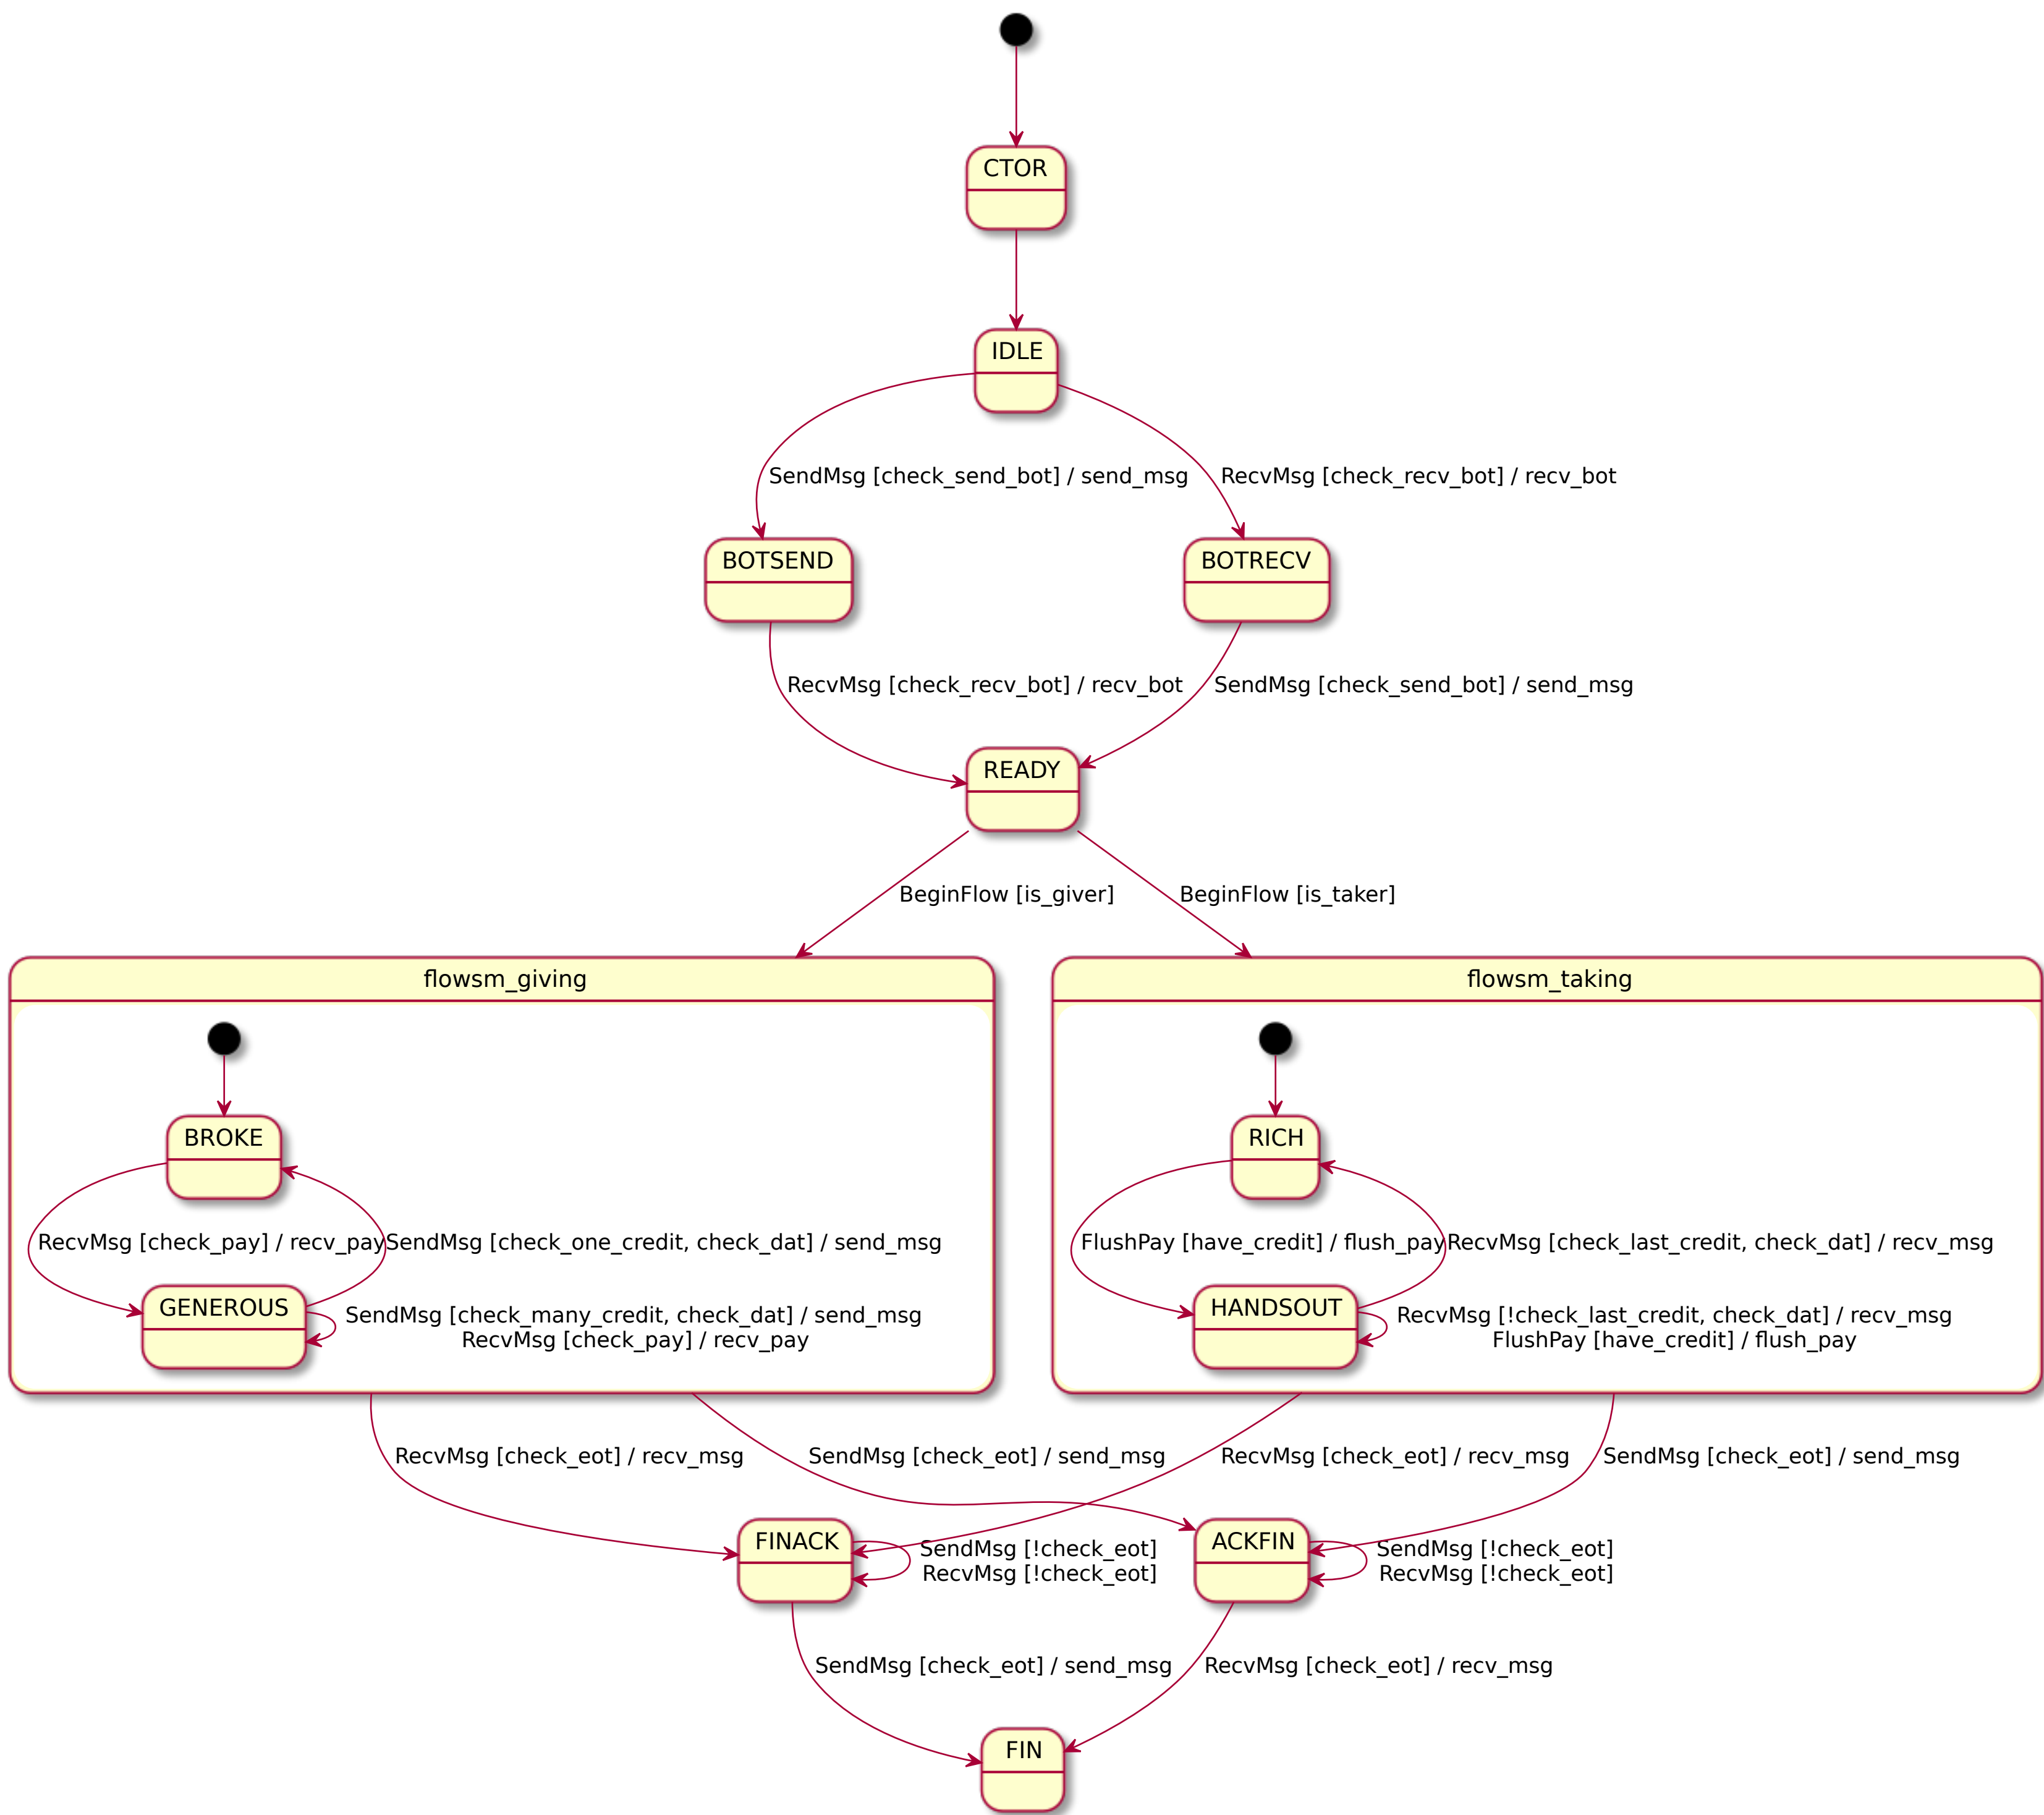 CTOR
IDLE
SendMsg [check_send_bot] / send_msg
RecvMsg [check_recv_bot] / recv_bot
BOTSEND
BOTRECV
RecvMsg [check_recv_bot] / recv_bot
SendMsg [check_send_bot] / send_msg
READY
BeginFlow [is_giver]
BeginFlow [is_taker]
flowsm_giving
BROKE
RecvMsg [check_pay] / recv_pay
SendMsg [check_one_credit, check_dat] / send_msg
GENEROUS
SendMsg [check_many_credit, check_dat] / send_msg
RecvMsg [check_pay] / recv_pay
flowsm_taking
RICH
FlushPay [have_credit] / flush_pay
RecvMsg [check_last_credit, check_dat] / recv_msg
HANDSOUT
RecvMsg [!check_last_credit, check_dat] / recv_msg
FlushPay [have_credit] / flush_pay
RecvMsg [check_eot] / recv_msg
SendMsg [check_eot] / send_msg
RecvMsg [check_eot] / recv_msg
SendMsg [check_eot] / send_msg
FINACK
SendMsg [!check_eot]
RecvMsg [!check_eot]
ACKFIN
SendMsg [!check_eot]
RecvMsg [!check_eot]
SendMsg [check_eot] / send_msg
RecvMsg [check_eot] / recv_msg
FIN